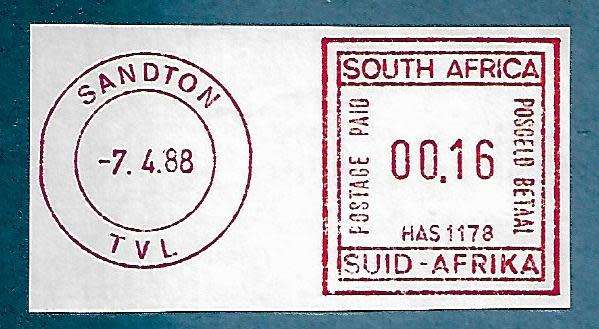 SANDTON
-7. 4.88
TVL
SOUTH AFRICA
POSTAGE PAID
00.16
POSGELD BETAAL
HAS 1178
SUID-AFRIKA